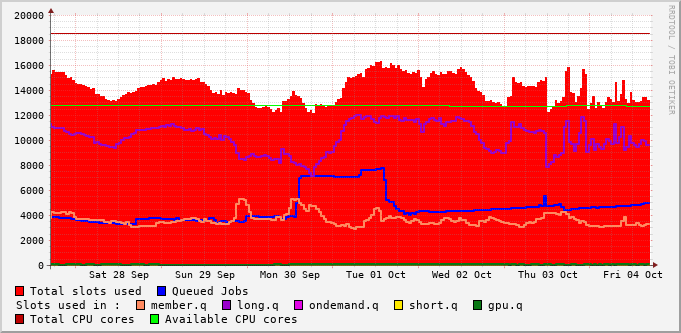 20000
18000
16000
14000
12000
10000
8000
6000
4000
2000
0
Sat 28 Sep Sun 29 Sep Mon 30 Sep Tue 01 Oct Wed 02 Oct Thu 03 Oct Fri 04 Oct
Total slots used Queued Jobs
Slots used in : member.q long.q ondemand.q short.q gpu.q
Total CPU cores Available CPU cores
RRDTOOL / TOBI OETIKER